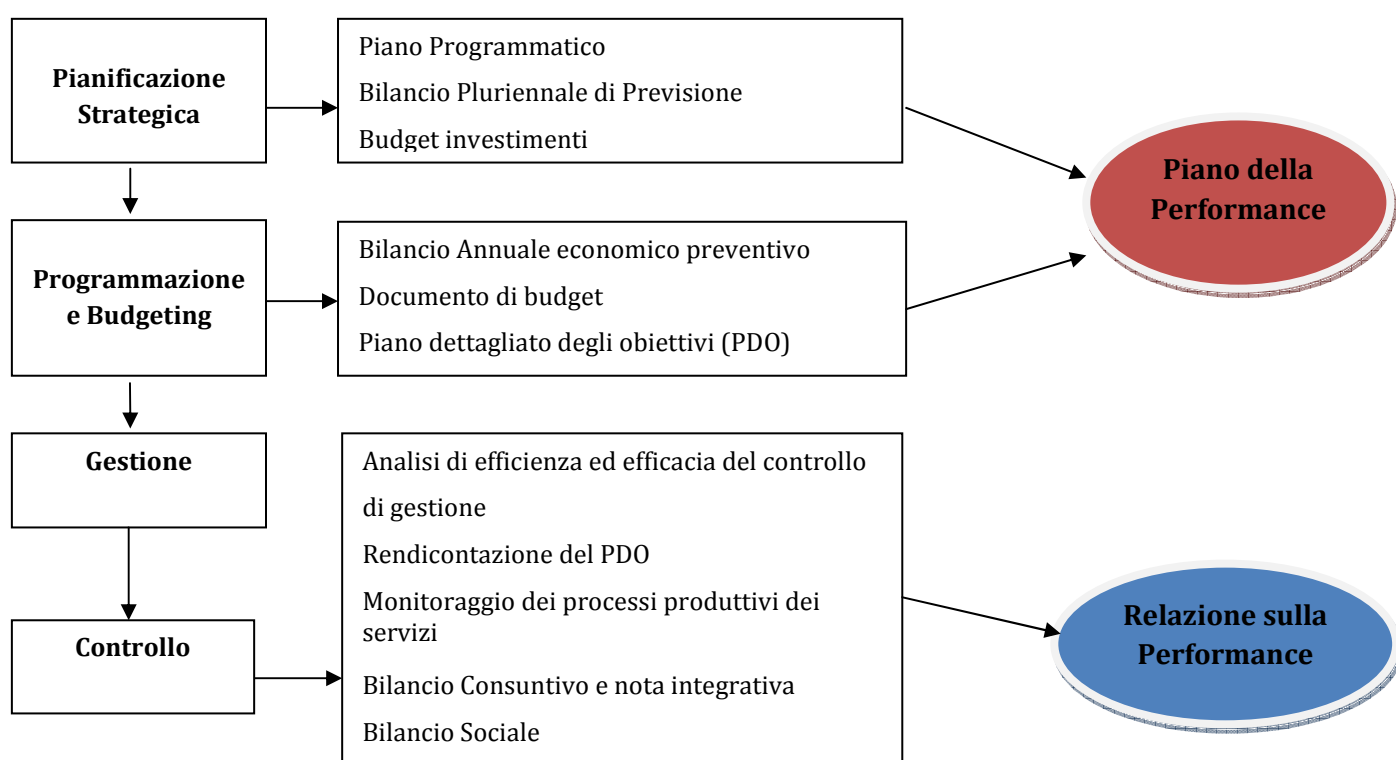 Pianificazione
Strategica
Piano Programmatico
Bilancio Pluriennale di Previsione
Budget investimenti
Piano della
Performance
Programmazione
e Budgeting
Bilancio Annuale economico preventivo
Documento di budget
Piano dettagliato degli obiettivi (PDO)
Gestione
Controllo
Analisi di efficienza ed efficacia del controllo
di gestione
Rendicontazione del PDO
Monitoraggio dei processi produttivi dei
servizi
Bilancio Consuntivo e nota integrativa
Bilancio Sociale
Relazione sulla
Performance